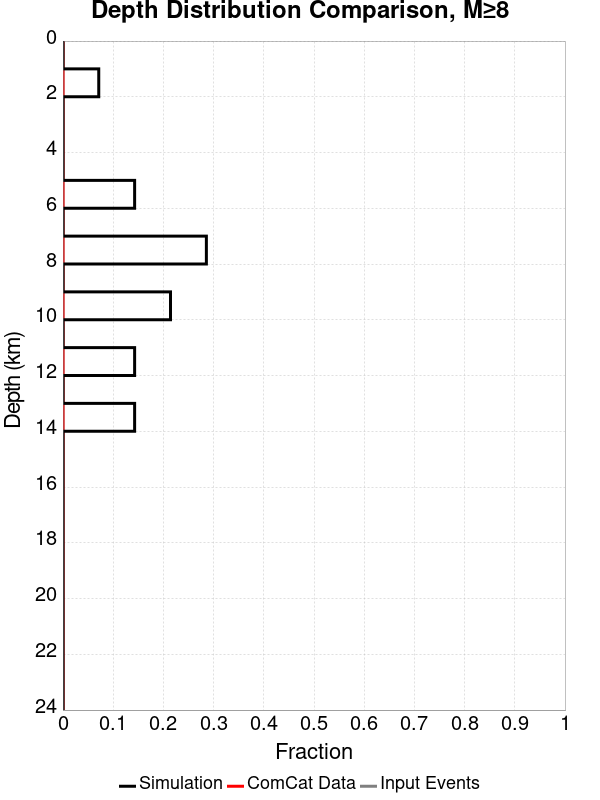 Depth Distribution Comparison, M≥8
0
2
4
6
8
10
12
14
16
18
20
22
24
Depth (km)
0 0.1 0.2 0.3 0.4 0.5 0.6 0.7 0.8 0.9 1
Fraction
Simulation ComCat Data Input Events